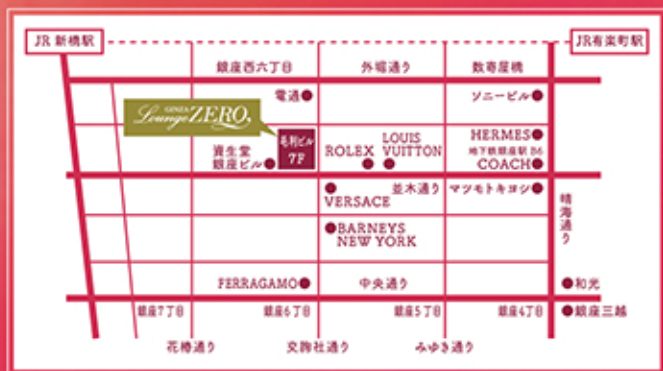 JR 新橋駅
JR有楽町駅
銀座西六丁目
外堀通り
数寄屋橋
電通
ソニービル
GINZA
Lounge ZERO
毛利ビル
7F
資生堂
銀座ビル
ROLEX
LOUIS
VUITTON
HERMES
地下鉄銀座駅 B6
COACH
VERSACE
並木通り
マツモトキヨシ
晴海通り
BARNEYS
NEW YORK
FERRAGAMO
中央通り
和光
銀座7丁目
銀座6丁目
銀座5丁目
銀座4丁目
銀座三越
花椿通り
交詢社通り
みゆき通り